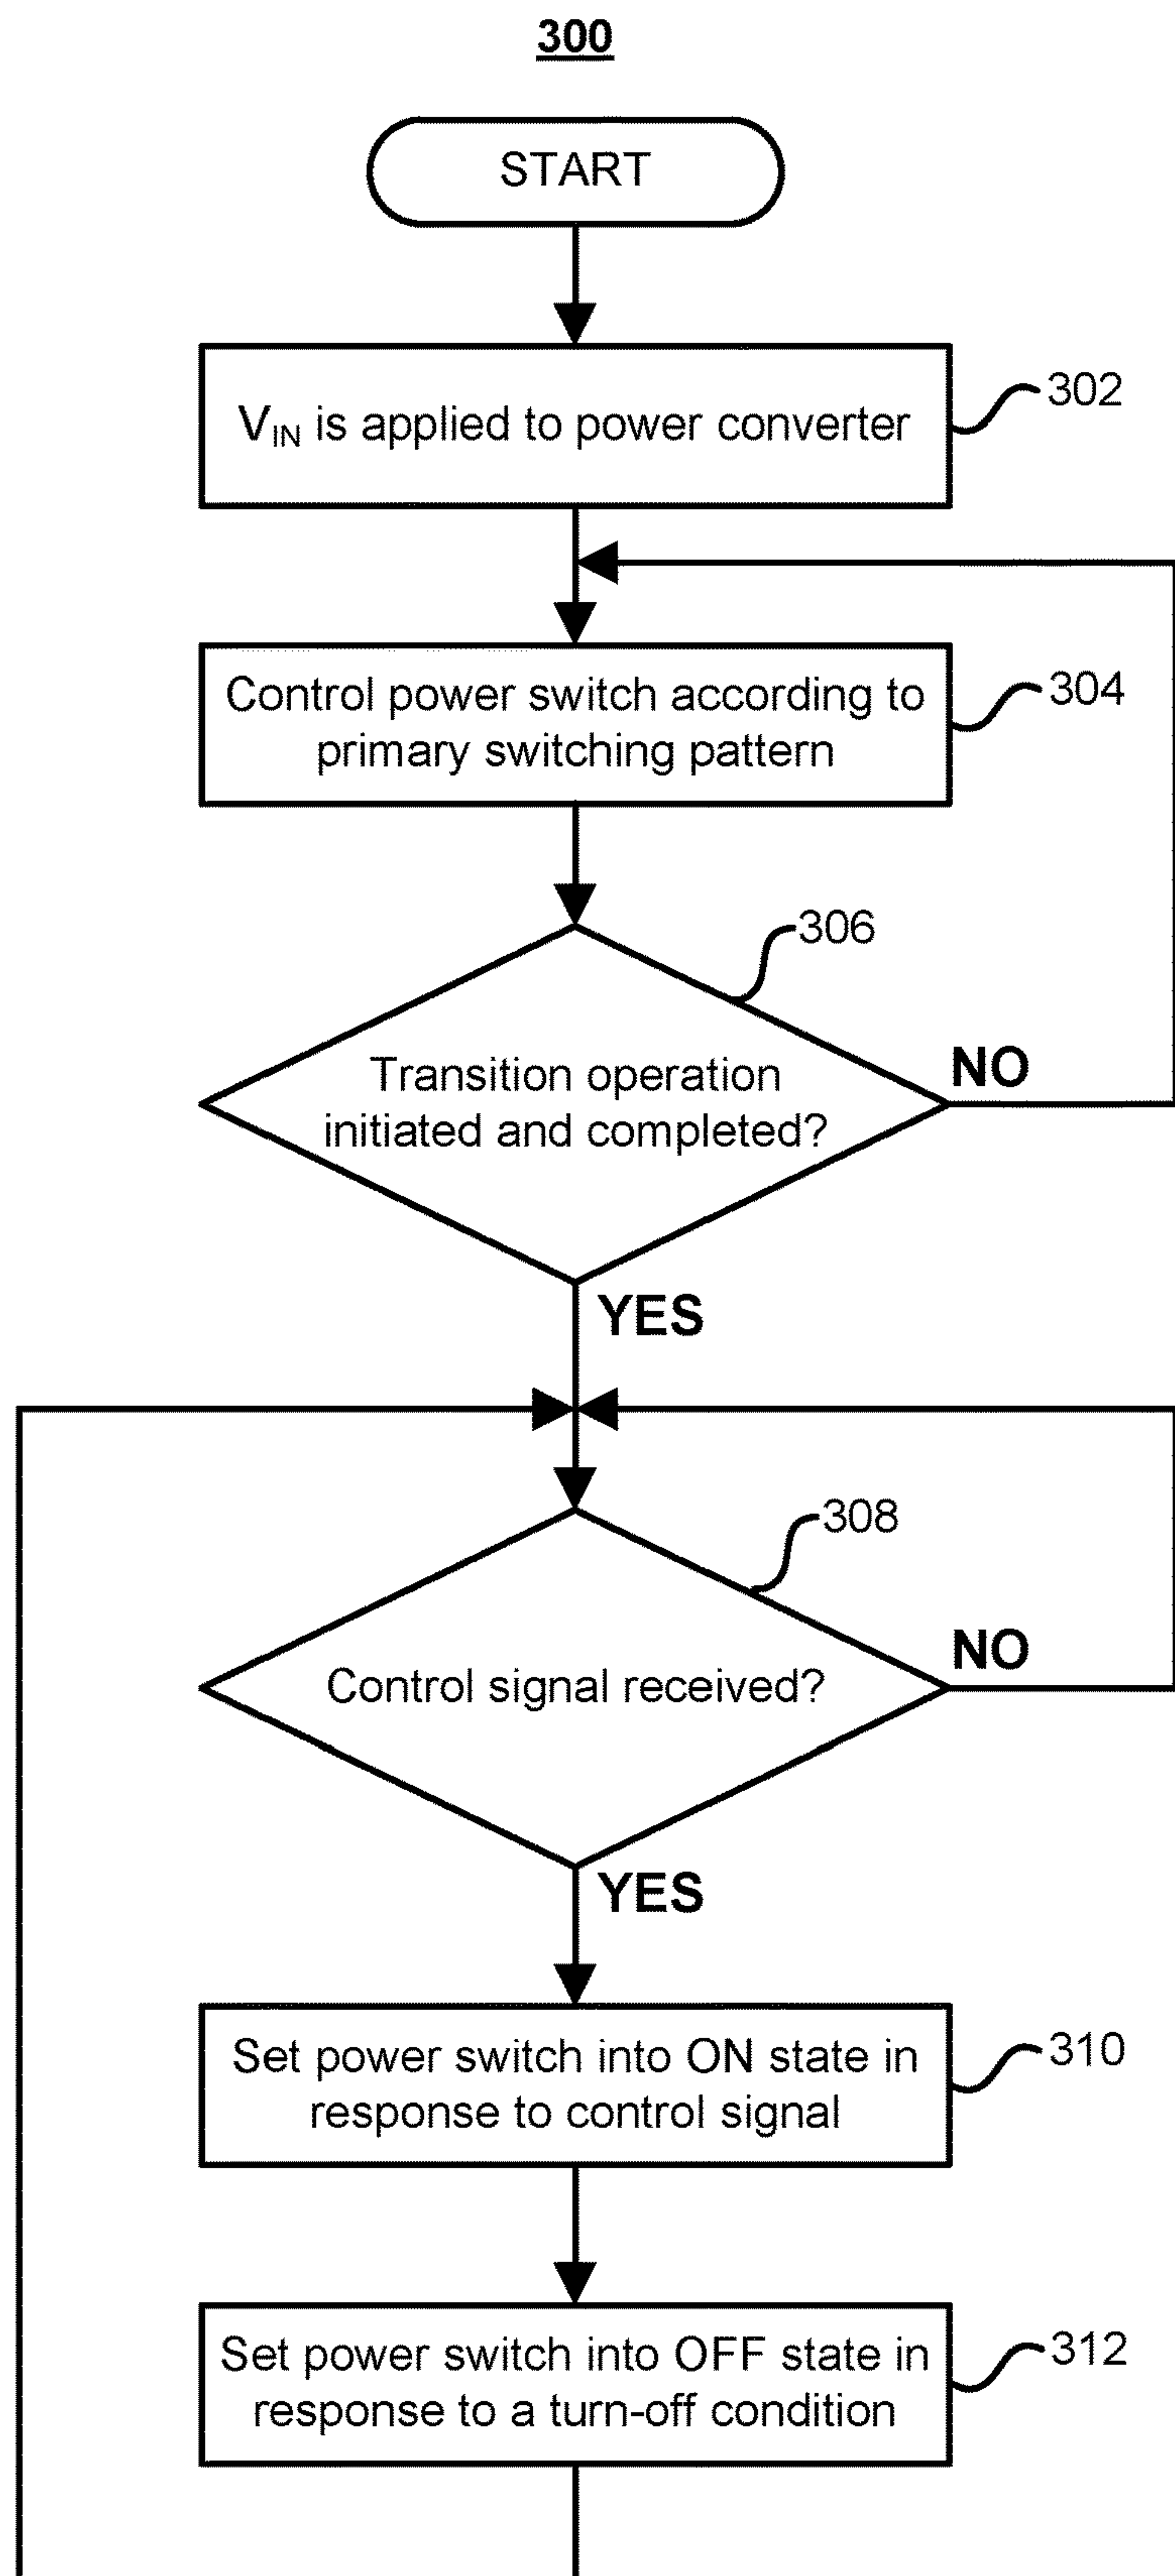 300
START
V_IN is applied to power converter
302
Control power switch according to
primary switching pattern
304
306
Transition operation
initiated and completed?
NO
YES
308
Control signal received?
NO
YES
Set power switch into ON state in
response to control signal
310
Set power switch into OFF state in
response to a turn-off condition
312